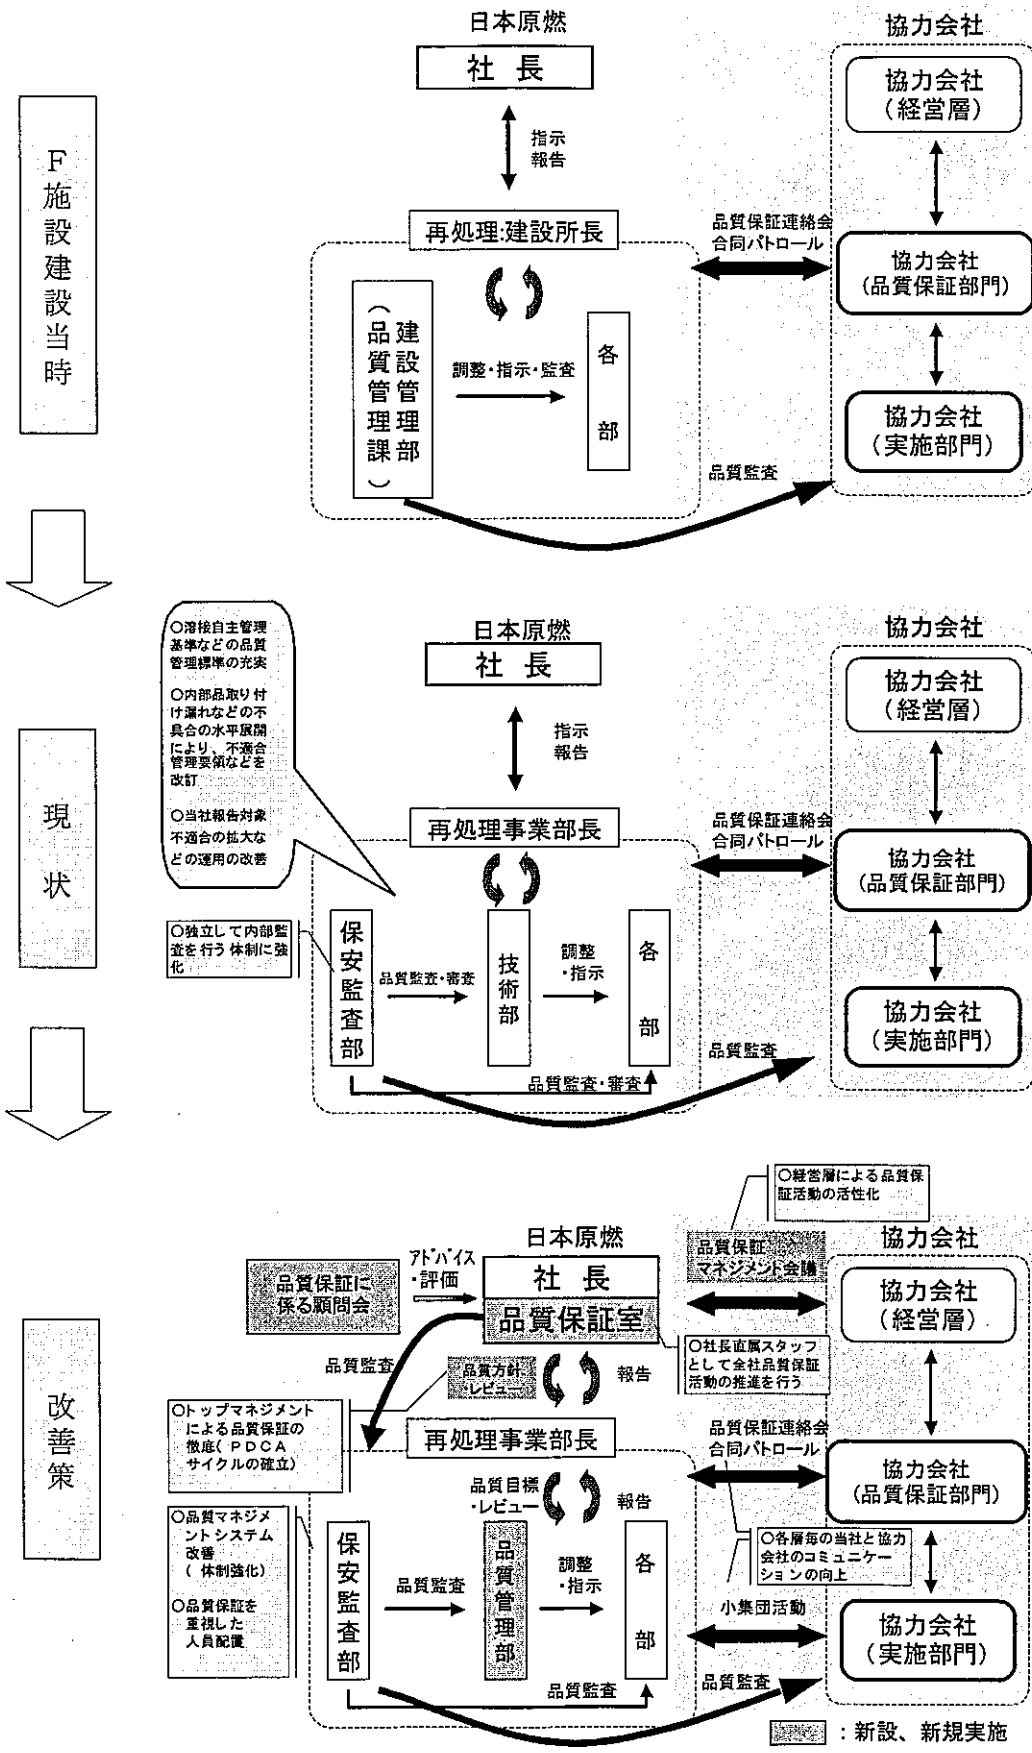 F施設建設当時
日本原燃
社 長
指示
報告
再処理:建設所長
建設管理部
(品質管理課)
調整・指示・監査
各 部
品質保証連絡会
合同パトロール
品質監査
協力会社
協力会社
(経営層)
協力会社
(品質保証部門)
協力会社
(実施部門)
現 状
○溶接自主管理
基準などの品質
管理標準の充実
○内部品取り付
け漏れなどの不
具合の水平展開
により、不適合
管理要領などを
改訂
○当社報告対象
不適合の拡大な
どの運用の改善
○独立して内部監
査を行う体制に強
化
日本原燃
社 長
指示
報告
再処理事業部長
保安監査部
品質監査・審査
技術部
調整
・指示
各 部
品質監査・審査
品質保証連絡会
合同パトロール
品質監査
協力会社
協力会社
(経営層)
協力会社
(品質保証部門)
協力会社
(実施部門)
改善策
○経営層による品質保
証活動の活性化
品質保証
マネジメント会議
日本原燃
社 長
品質保証室
品質保証に
係る顧問会
アドバイス
・評価
品質監査
品質方針
・レビュー
報告
○社長直属スタッフ
として全社品質保証
活動の推進を行う
○トップマネジメント
による品質保証の
徹底(PDCA
サイクルの確立)
再処理事業部長
品質目標
・レビュー
報告
○品質マネジメ
ントシステム
改善
(体制強化)
○品質保証を
重視した
人員配置
保安監査部
品質監査
品質管理部
調整
・指示
各 部
品質監査
品質保証連絡会
合同パトロール
○各層毎の当社と協力
会社のコミュニケー
ションの向上
小集団活動
品質監査
協力会社
協力会社
(経営層)
協力会社
(品質保証部門)
協力会社
(実施部門)
:新設、新規実施